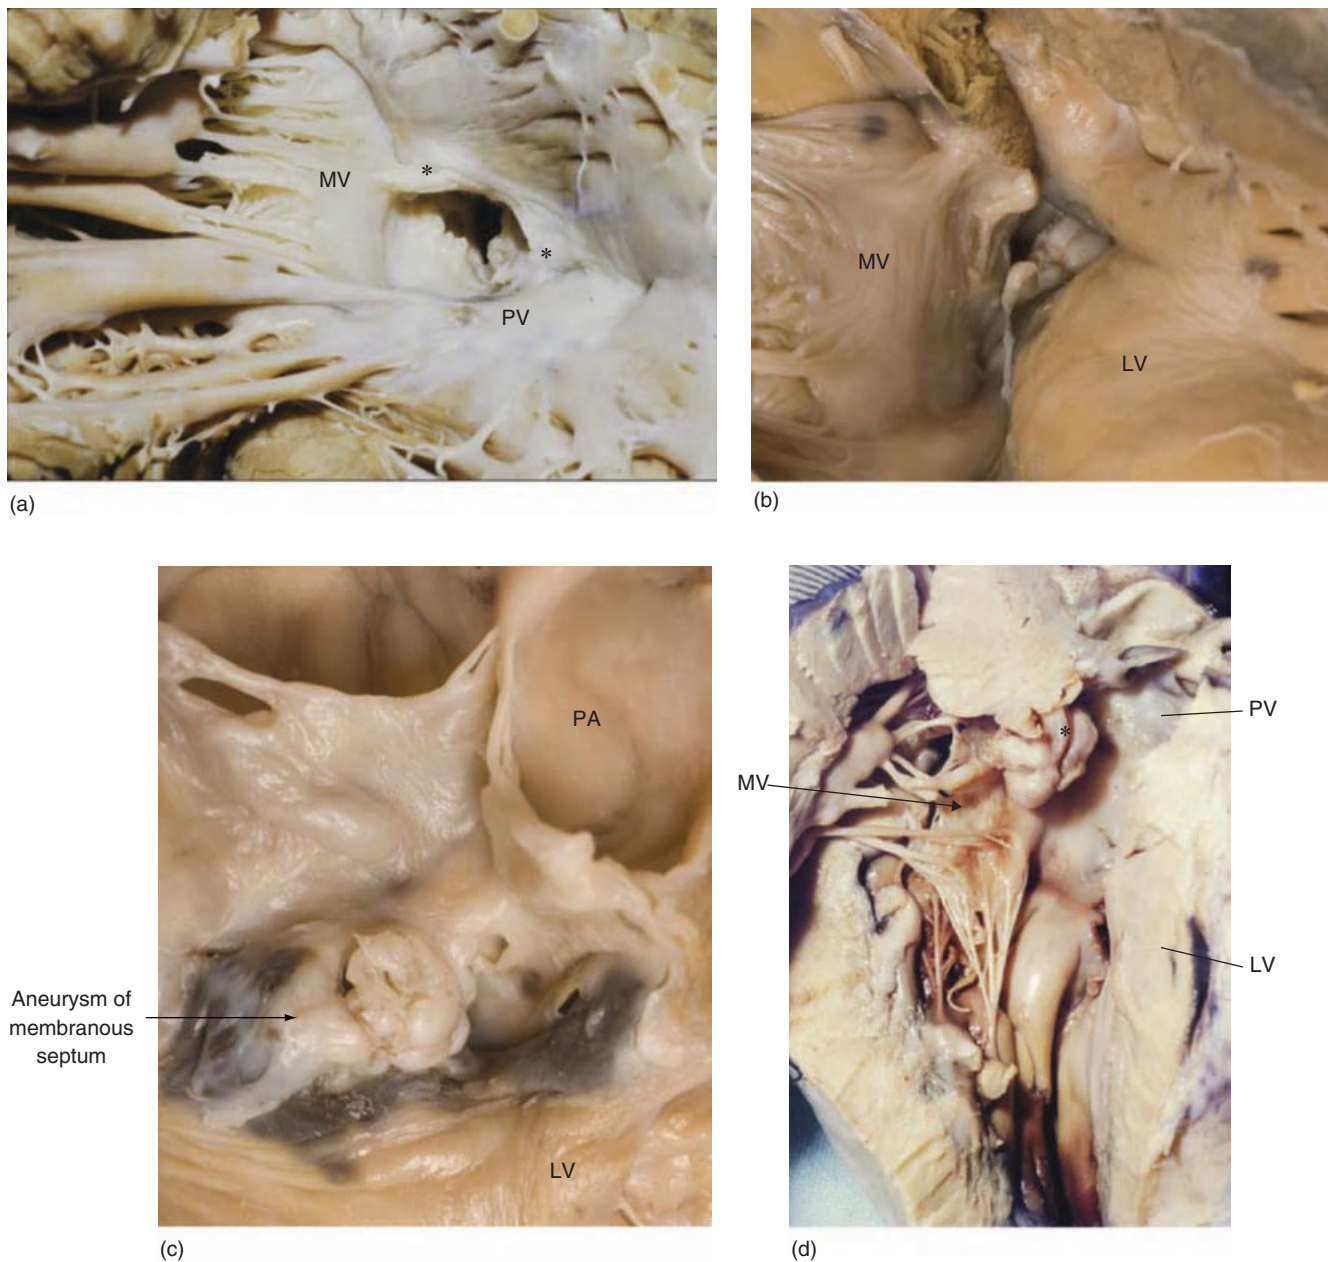 MV
*
*
PV
(a)
MV
LV
(b)
PA
Aneurysm of
membranous
septum
LV
(c)
*
PV
MV
LV
(d)